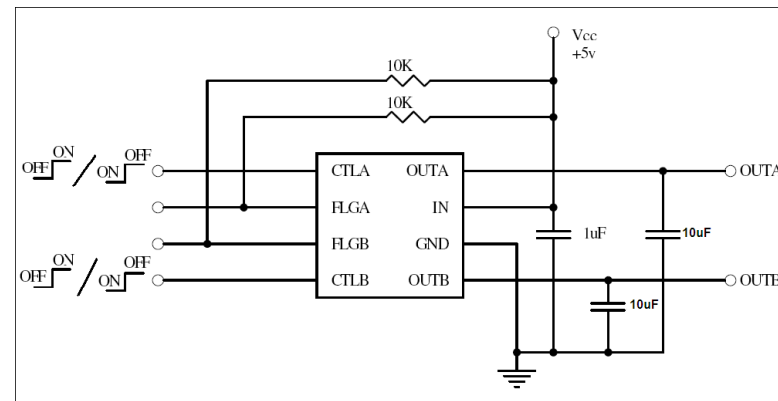 Vcc
+5v
10K
10K
OFF ON / ON OFF
CTLA OUTA
OUTA
FLGA IN
1uF
10uF
FLGB GND
OFF ON / ON OFF
CTLB OUTB
OUTB
10uF